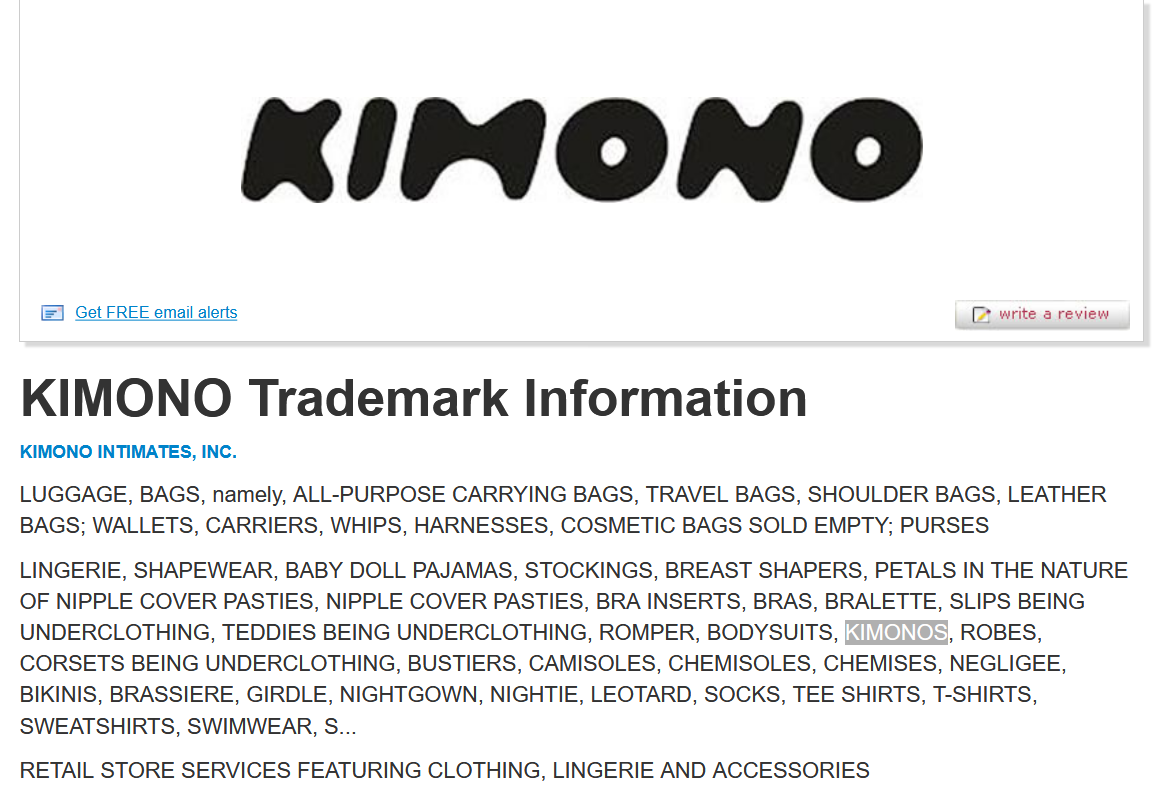 KIMONO
Get FREE email alerts
write a review
KIMONO Trademark Information
KIMONO INTIMATES, INC.
LUGGAGE, BAGS, namely, ALL-PURPOSE CARRYING BAGS, TRAVEL BAGS, SHOULDER BAGS, LEATHER
BAGS; WALLETS, CARRIERS, WHIPS, HARNESSES, COSMETIC BAGS SOLD EMPTY; PURSES
LINGERIE, SHAPEWEAR, BABY DOLL PAJAMAS, STOCKINGS, BREAST SHAPERS, PETALS IN THE NATURE
OF NIPPLE COVER PASTIES, NIPPLE COVER PASTIES, BRA INSERTS, BRAS, BRALETTE, SLIPS BEING
UNDERCLOTHING, TEDDIES BEING UNDERCLOTHING, ROMPER, BODYSUITS, KIMONOS, ROBES,
CORSETS BEING UNDERCLOTHING, BUSTIERS, CAMISOLES, CHEMISOLES, CHEMISES, NEGLIGEE,
BIKINIS, BRASSIERE, GIRDLE, NIGHTGOWN, NIGHTIE, LEOTARD, SOCKS, TEE SHIRTS, T-SHIRTS,
SWEATSHIRTS, SWIMWEAR, S...
RETAIL STORE SERVICES FEATURING CLOTHING, LINGERIE AND ACCESSORIES